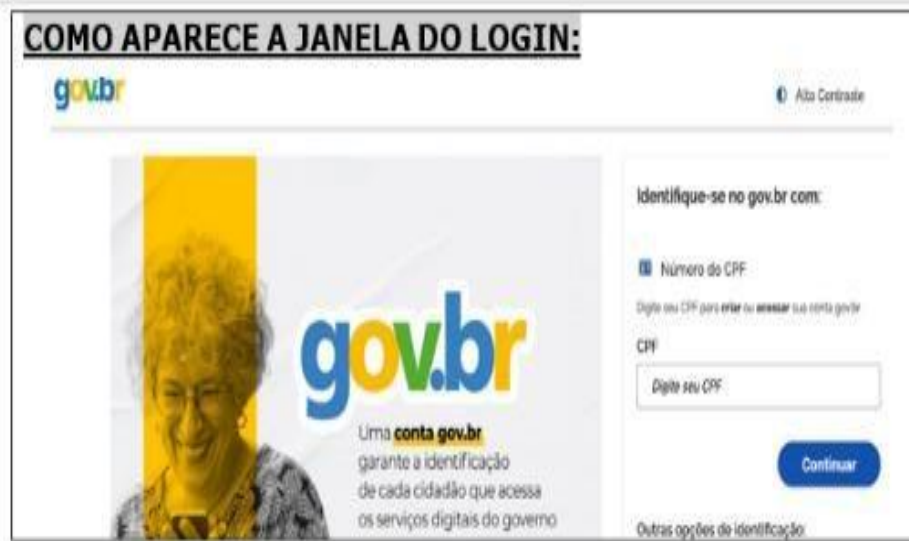 COMO APARECE A JANELA DO LOGIN:
gov.br
Alto Contraste
Identifique-se no gov.br com:
Número do CPF
Digite seu CPF para criar ou acessar sua conta gov.br
CPF
Digite seu CPF
Continuar
Outras opções de identificação:
gov.br
Uma conta gov.br
garante a identificação
de cada cidadão que acessa
os serviços digitais do governo